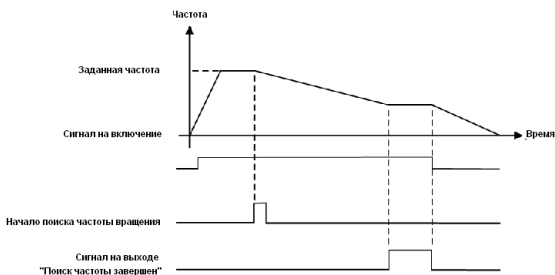 Частота
Заданная частота
Сигнал на включение
Время
Начало поиска частоты вращения
Сигнал на выходе
"Поиск частоты завершен"